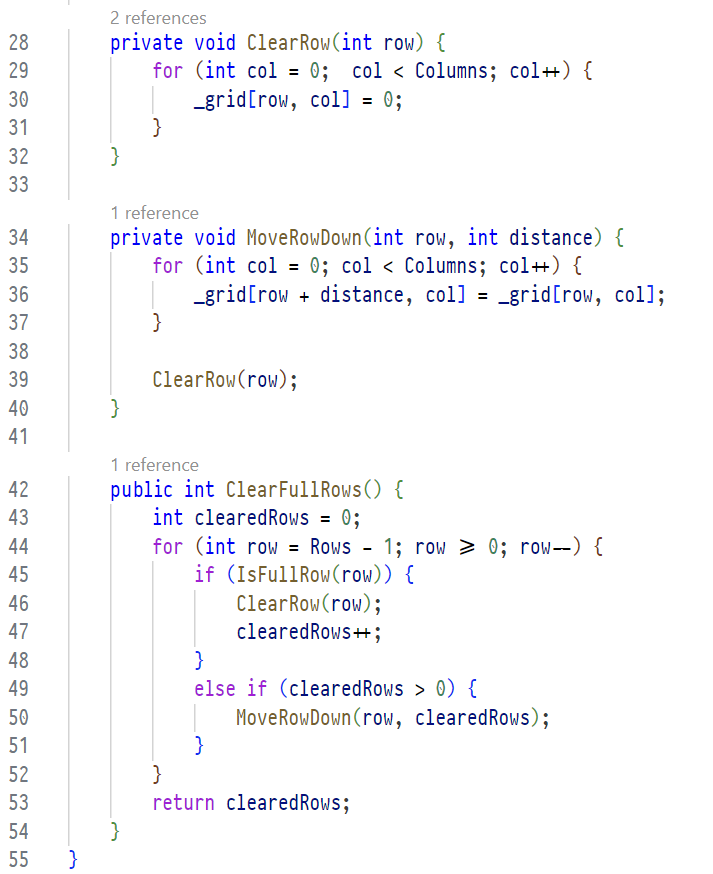 2 references
28 private void ClearRow(int row) {
29 for (int col = 0;  col < Columns; col++) {
30 _grid[row, col] = 0;
31 }
32 }
33
1 reference
34 private void MoveRowDown(int row, int distance) {
35 for (int col = 0; col < Columns; col++) {
36 _grid[row + distance, col] = _grid[row, col];
37 }
38
39 ClearRow(row);
40 }
41
1 reference
42 public int ClearFullRows() {
43 int clearedRows = 0;
44 for (int row = Rows - 1; row >= 0; row--) {
45 if (IsFullRow(row)) {
46 ClearRow(row);
47 clearedRows++;
48 }
49 else if (clearedRows > 0) {
50 MoveRowDown(row, clearedRows);
51 }
52 }
53 return clearedRows;
54 }
55 }